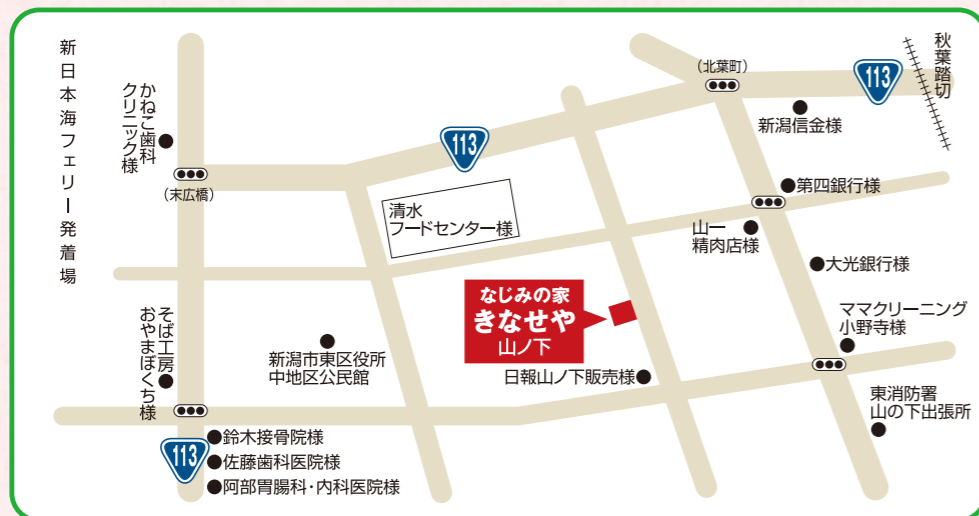 新日本海フェリー発着場
かねこ歯科
クリニック様
(末広橋)
113
(北葉町)
113
秋葉踏切
新潟信金様
清水
フードセンター様
第四銀行様
山一
精肉店様
大光銀行様
なじみの家
きなせや
山ノ下
ママクリーニング
小野寺様
そば工房
おやまぼくち様
新潟市東区役所
中地区公民館
日報山ノ下販売様
東消防署
山の下出張所
113
鈴木接骨院様
佐藤歯科医院様
阿部胃腸科・内科医院様